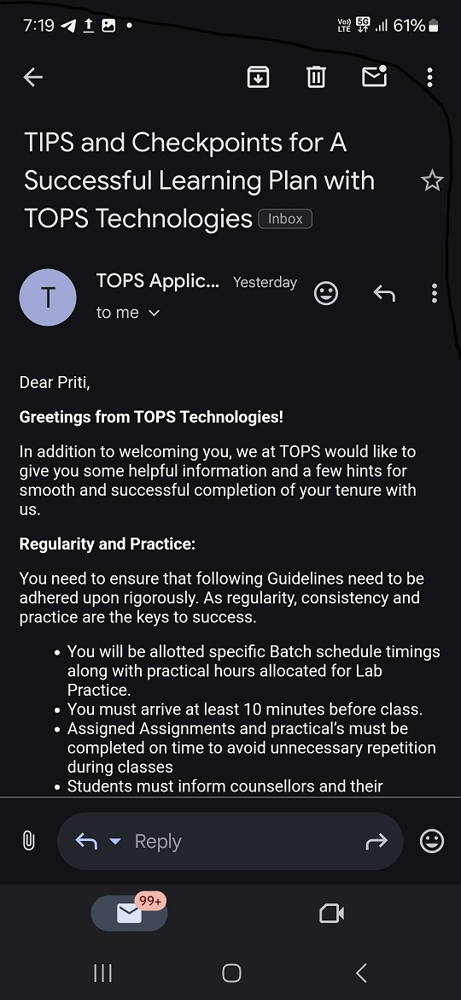 7:19
Vo)) LTE 5G 61%
TIPS and Checkpoints for A
Successful Learning Plan with
TOPS Technologies Inbox
T
TOPS Applic... Yesterday
to me
Dear Priti,
Greetings from TOPS Technologies!
In addition to welcoming you, we at TOPS would like to
give you some helpful information and a few hints for
smooth and successful completion of your tenure with
us.
Regularity and Practice:
You need to ensure that following Guidelines need to be
adhered upon rigorously. As regularity, consistency and
practice are the keys to success.
• You will be allotted specific Batch schedule timings
along with practical hours allocated for Lab
Practice.
• You must arrive at least 10 minutes before class.
• Assigned Assignments and practical’s must be
completed on time to avoid unnecessary repetition
during classes
• Students must inform counsellors and their
Reply
99+